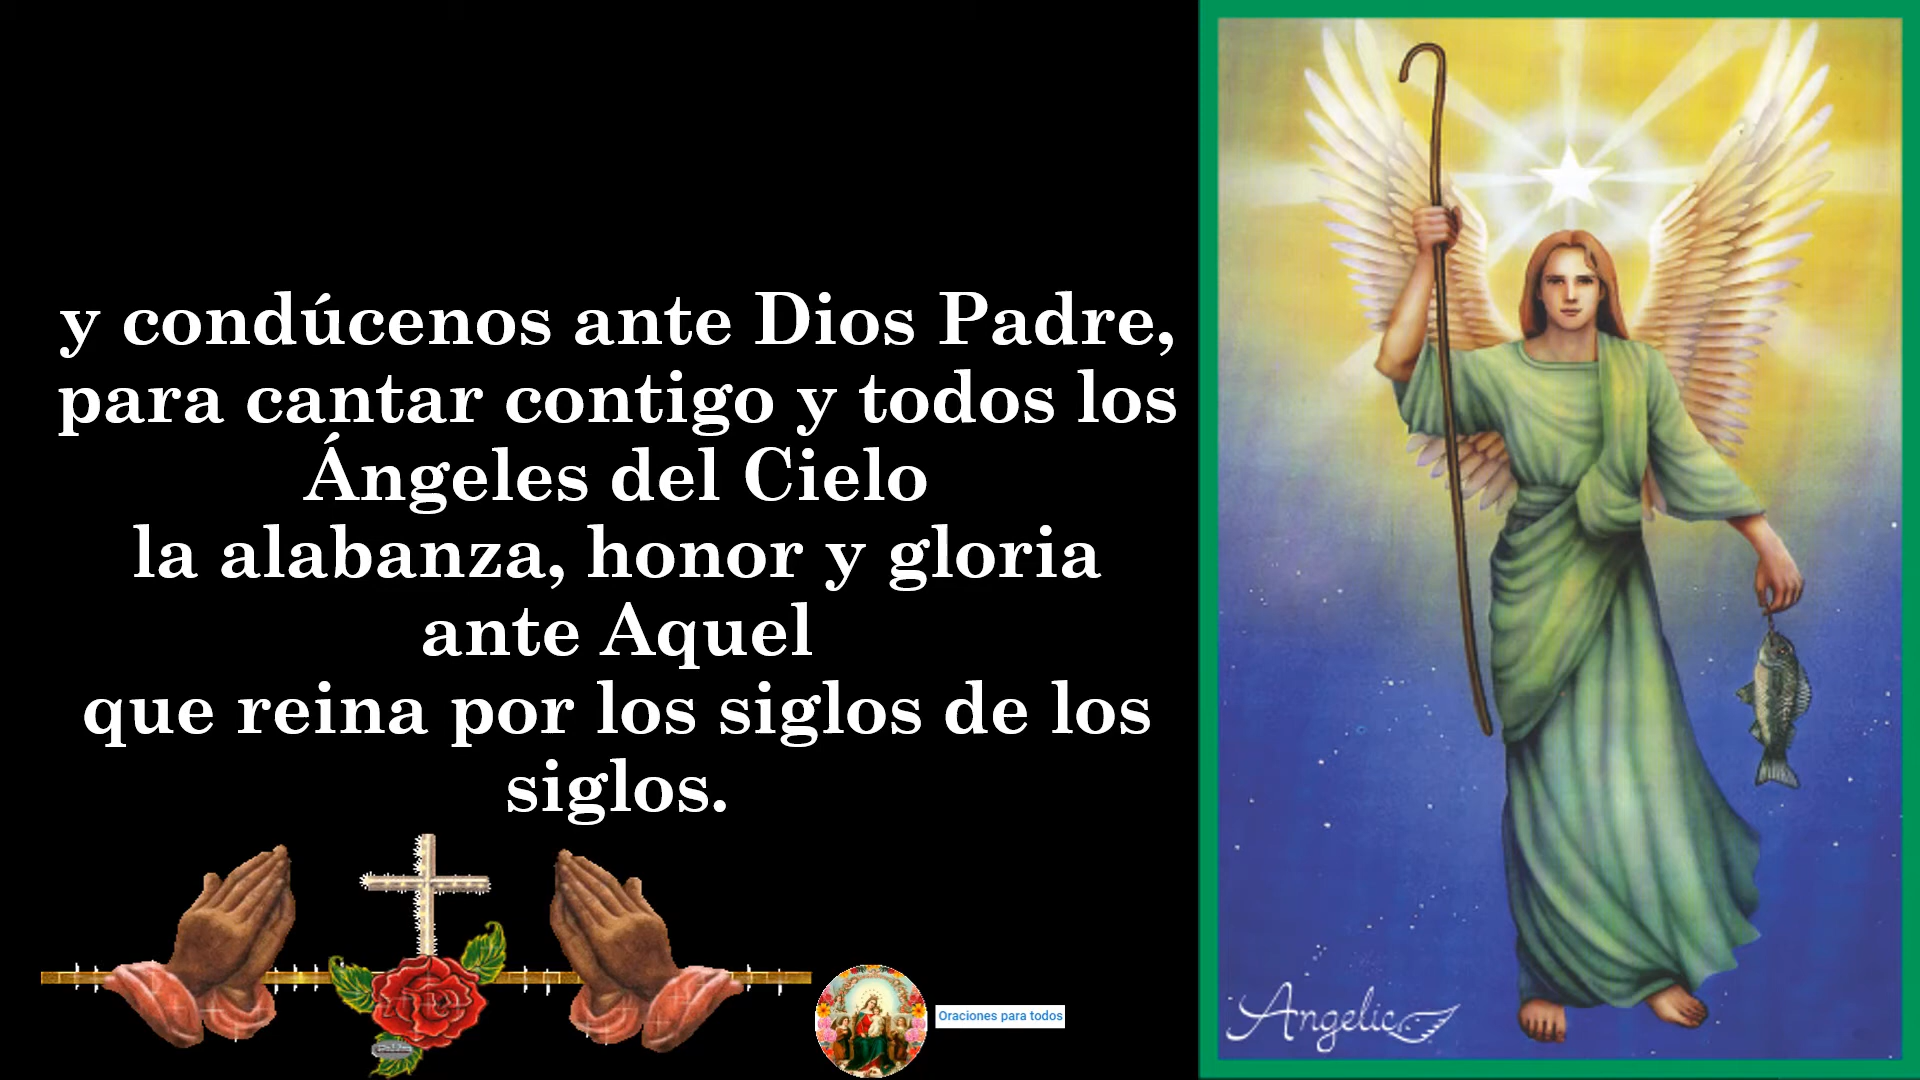 y condúcenos ante Dios Padre,
para cantar contigo y todos los
Ángeles del Cielo
la alabanza, honor y gloria
ante Aquel
que reina por los siglos de los
siglos.
Oraciones para todos
Angelic